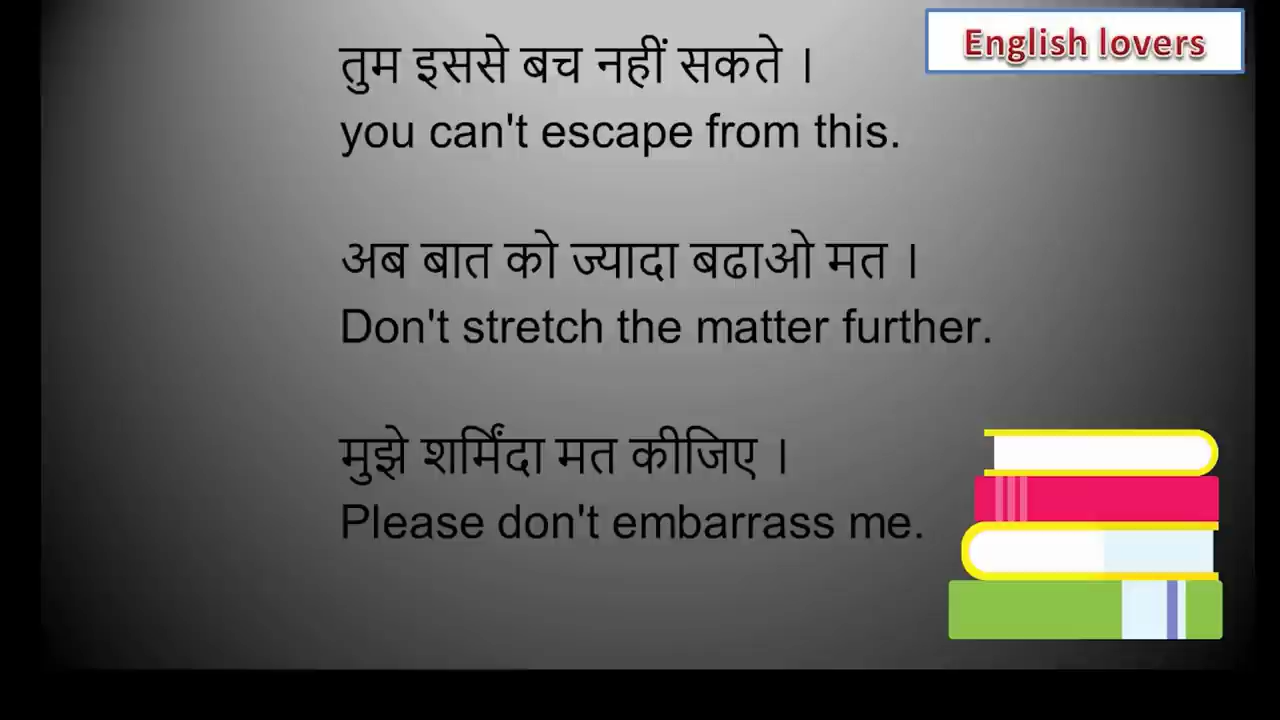 English lovers
तुम इससे बच नहीं सकते ।
you can't escape from this.
अब बात को ज्यादा बढाओ मत ।
Don't stretch the matter further.
मुझे शर्मिंदा मत कीजिए ।
Please don't embarrass me.